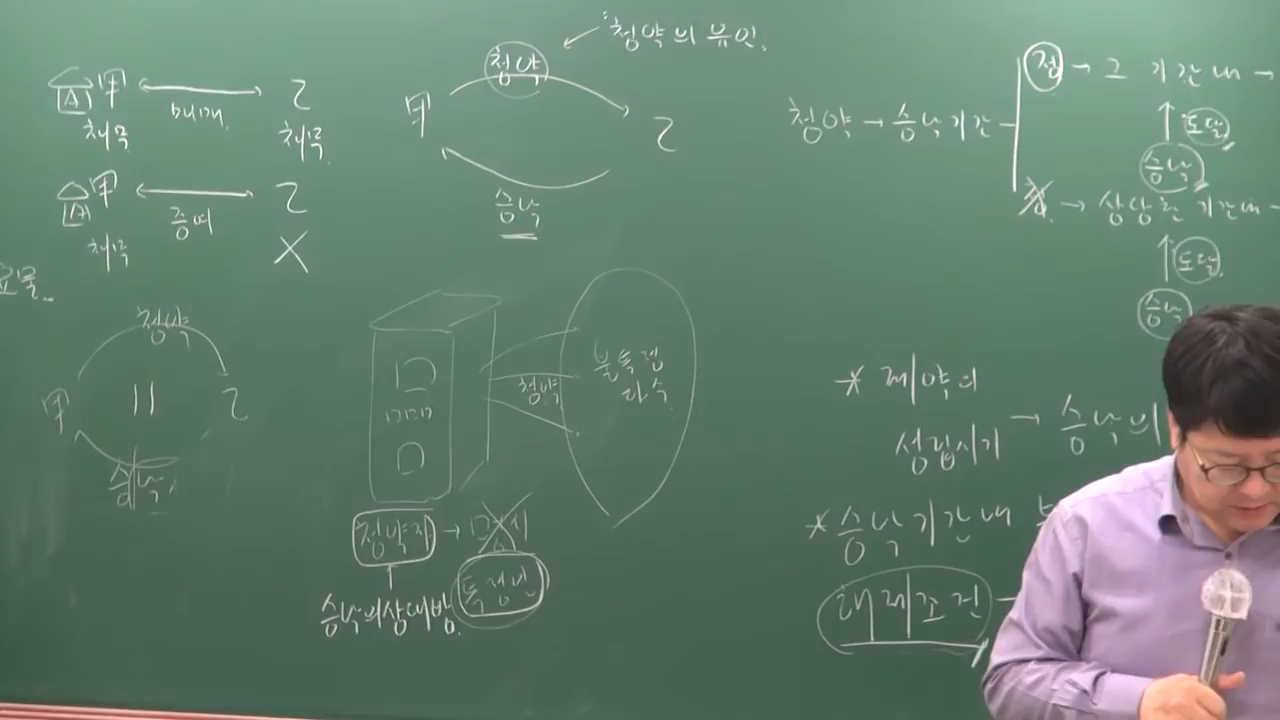 甲 ↔ 乙
매매
채무 채무
A
甲 ↔ 乙
증여
채무 X
A
요물
청약의 유인
청약
甲 乙
승낙
청약 → 승낙기간
정 → 그 기간내 →
도달
승낙
→ 상당한 기간내
도달
승낙
청약
甲 || 乙
승낙
청약
불특정
다수
청약자 →
특정인
승낙의 상대방
* 계약의
성립시기 → 승낙의
* 승낙기간내
해제조건